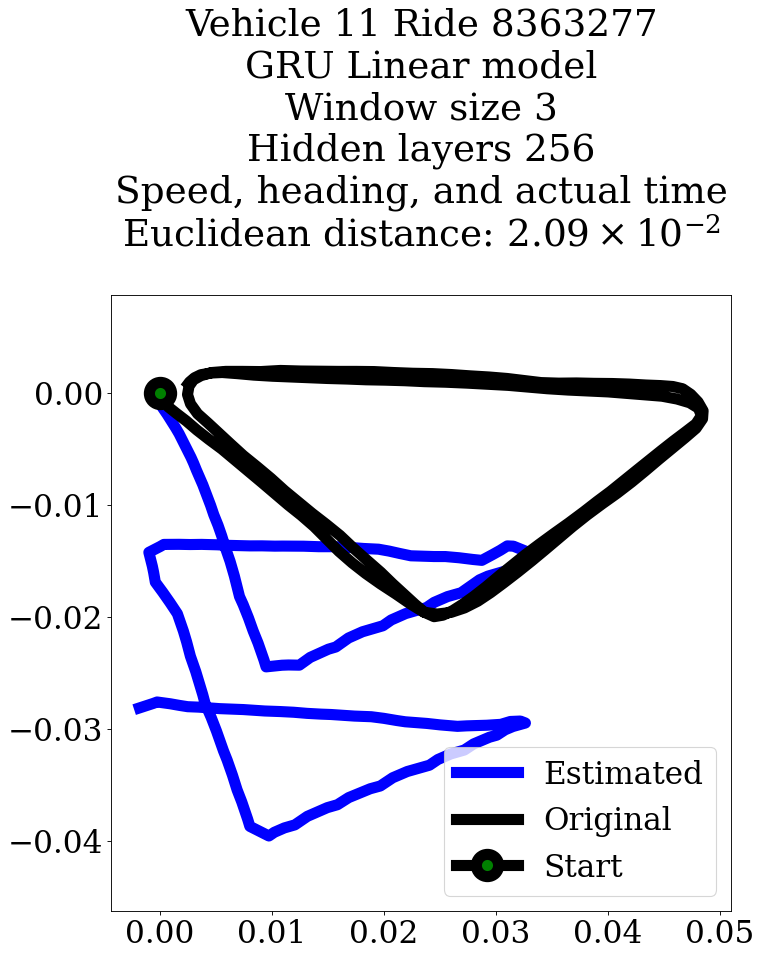 Vehicle 11 Ride 8363277
GRU Linear model
Window size 3
Hidden layers 256
Speed, heading, and actual time
Euclidean distance: 2.09 × 10⁻²
0.00
−0.01
−0.02
−0.03
−0.04
Estimated
Original
Start
0.00 0.01 0.02 0.03 0.04 0.05